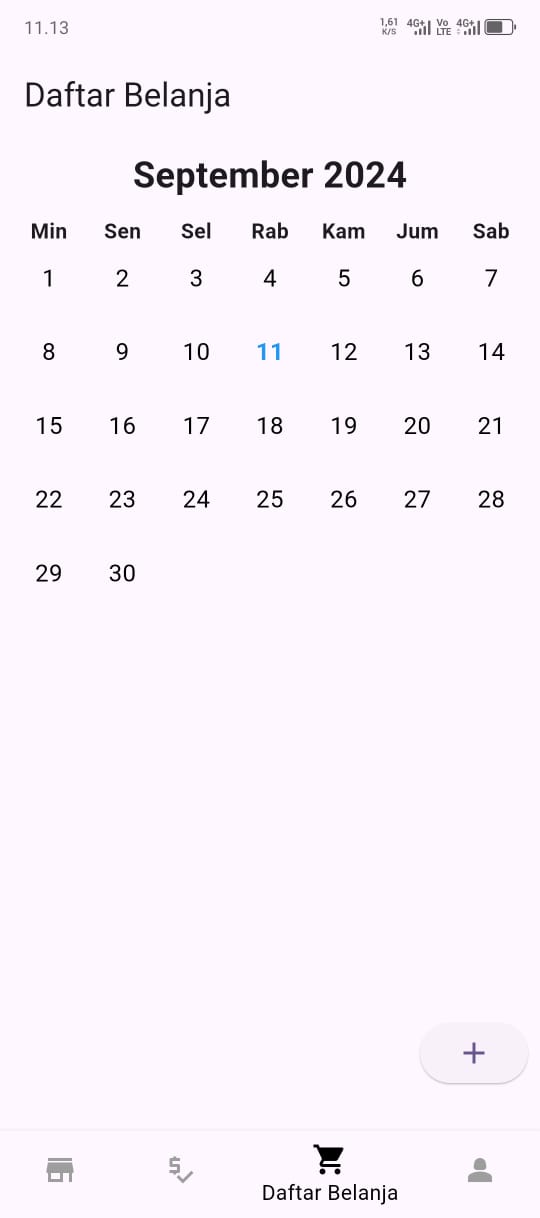 11.13 1,61 K/S 4G+ Vo LTE 4G+
Daftar Belanja
September 2024
Min Sen Sel Rab Kam Jum Sab
1 2 3 4 5 6 7
8 9 10 11 12 13 14
15 16 17 18 19 20 21
22 23 24 25 26 27 28
29 30
+
Daftar Belanja